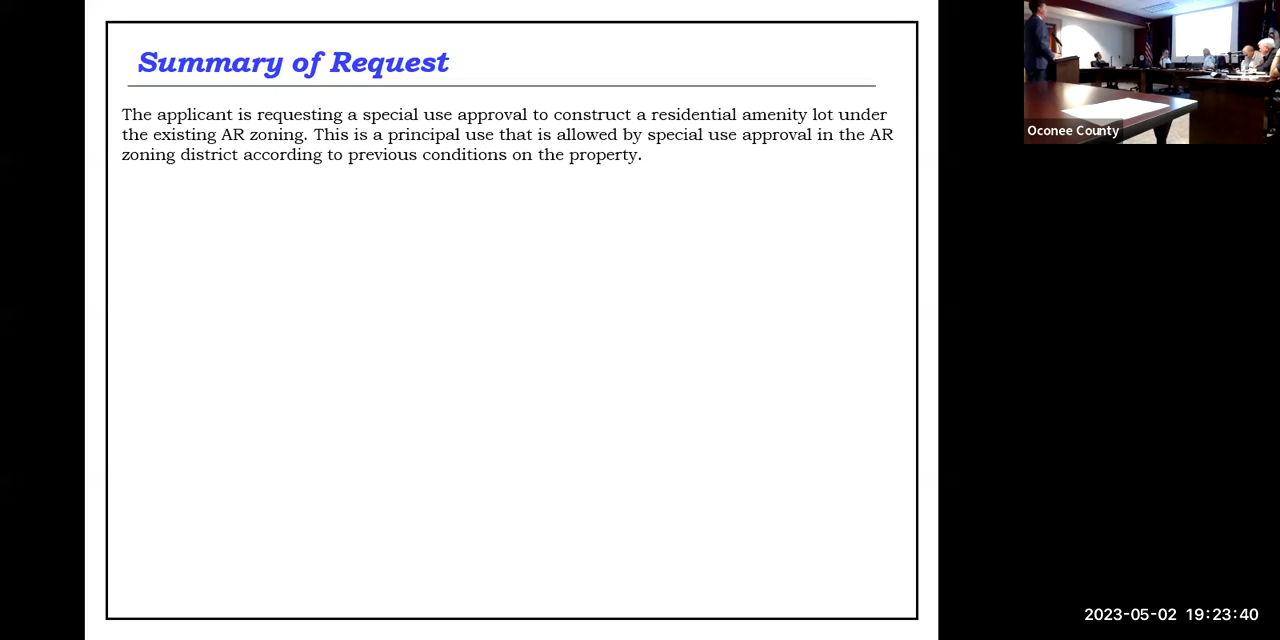 Summary of Request
The applicant is requesting a special use approval to construct a residential amenity lot under
the existing AR zoning. This is a principal use that is allowed by special use approval in the AR
zoning district according to previous conditions on the property.
Oconee County
2023-05-02 19:23:40